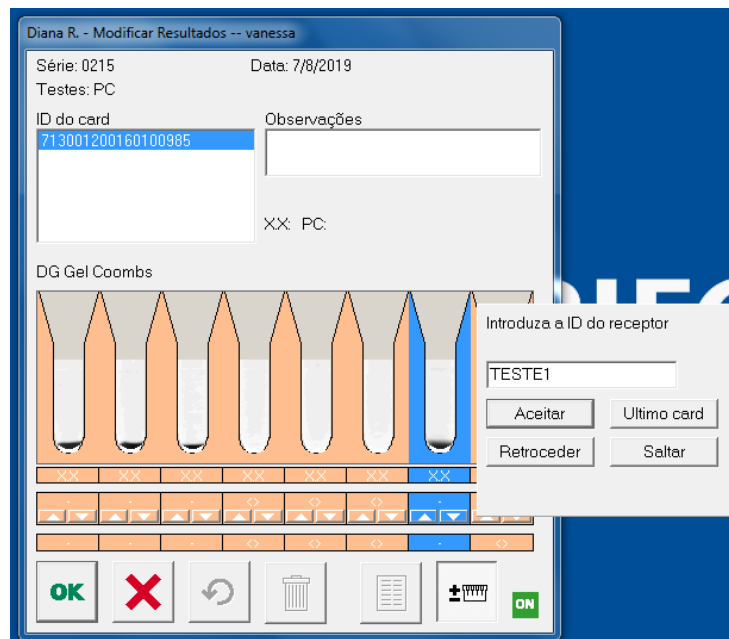 Diana R. - Modificar Resultados -- vanessa
Série: 0215 Data: 7/8/2019
Testes: PC
ID do card Observações
713001200160100985
XX: PC:
DG Gel Coombs
Introduza a ID do receptor
TESTE1
Aceitar Ultimo card
Retroceder Saltar
XX XX XX XX XX XX XX
- - - <> <> <> -
- - - <> <> <> - <>
OK ± ON